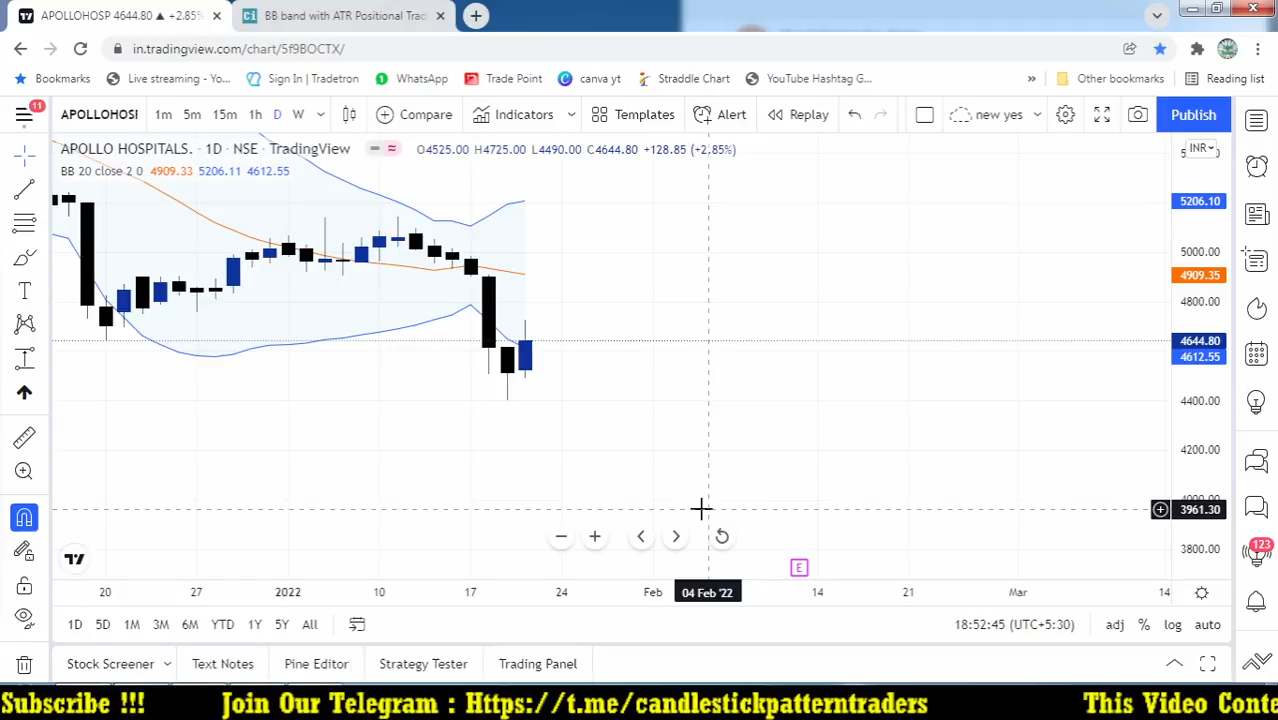 APOLLOHOSP 4644.80 ▲ +2.85%
BB band with ATR Positional Trad
in.tradingview.com/chart/5f9BOCTX/
Bookmarks
Live streaming - Yo...
Sign In | Tradetron
WhatsApp
Trade Point
canva yt
Straddle Chart
YouTube Hashtag G...
»
Other bookmarks
Reading list
11
APOLLOHOSI
1m 5m 15m 1h D W
Compare
Indicators
Templates
Alert
Replay
new yes
Publish
APOLLO HOSPITALS. · 1D · NSE · TradingView
O4525.00 H4725.00 L4490.00 C4644.80 +128.85 (+2.85%)
INR
BB 20 close 2 0 4909.33 5206.11 4612.55
5206.10
5000.00
4909.35
4800.00
4644.80
4612.55
4400.00
4200.00
4000.00
3961.30
3800.00
E
20 27 2022 10 17 24 Feb 04 Feb '22 14 21 Mar 14
1D 5D 1M 3M 6M YTD 1Y 5Y All
18:52:45 (UTC+5:30)
adj % log auto
123
Stock Screener
Text Notes
Pine Editor
Strategy Tester
Trading Panel
Subscribe !!! Join Our Telegram : Https://t.me/candlestickpatterntraders This Video Conte